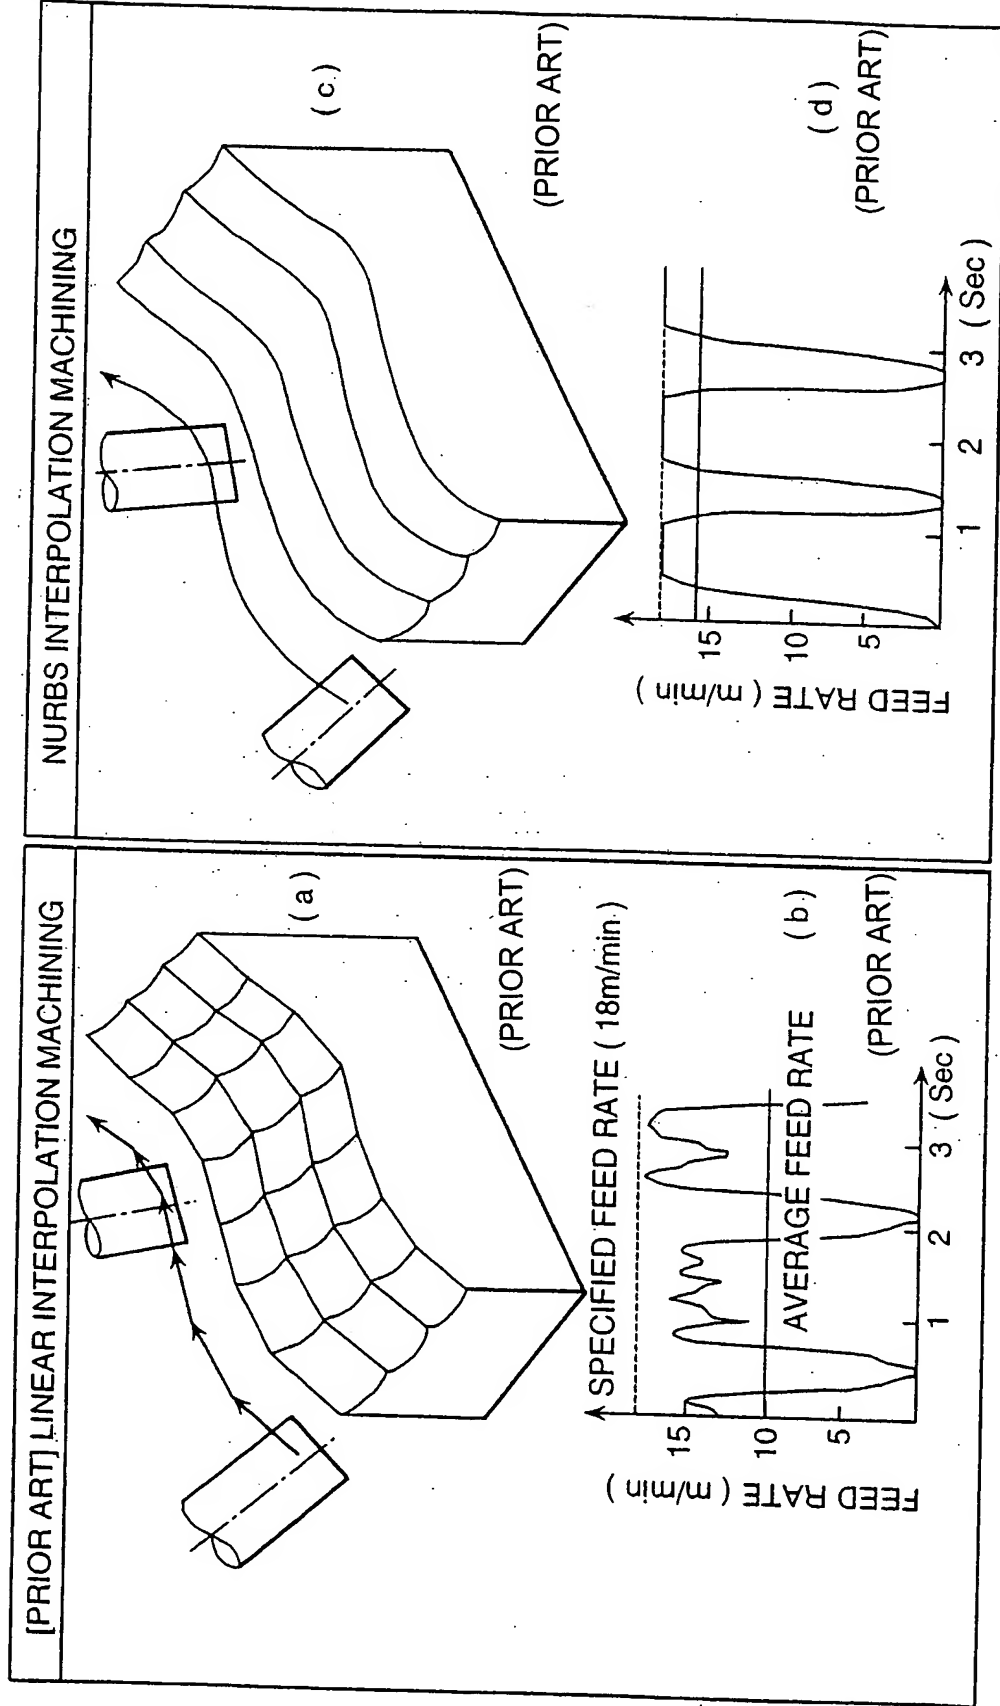 [PRIOR ART] LINEAR INTERPOLATION MACHINING
(a)
(PRIOR ART)
SPECIFIED FEED RATE (18m/min.)
15
10
5
FEED RATE (m/min)
AVERAGE FEED RATE
1
2
3
(Sec)
(b)
(PRIOR ART)
NURBS INTERPOLATION MACHINING
(c)
(PRIOR ART)
15
10
5
FEED RATE (m/min)
1
2
3
(Sec)
(d)
(PRIOR ART)